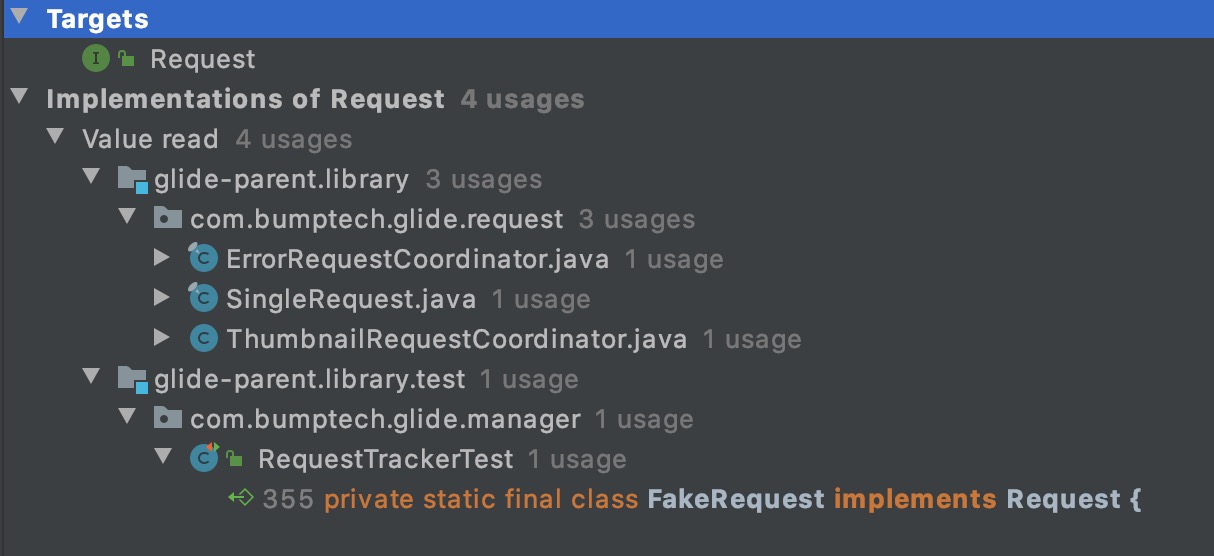 Targets
Request
Implementations of Request 4 usages
Value read 4 usages
glide-parent.library 3 usages
com.bumptech.glide.request 3 usages
ErrorRequestCoordinator.java 1 usage
SingleRequest.java 1 usage
ThumbnailRequestCoordinator.java 1 usage
glide-parent.library.test 1 usage
com.bumptech.glide.manager 1 usage
RequestTrackerTest 1 usage
355 private static final class FakeRequest implements Request {